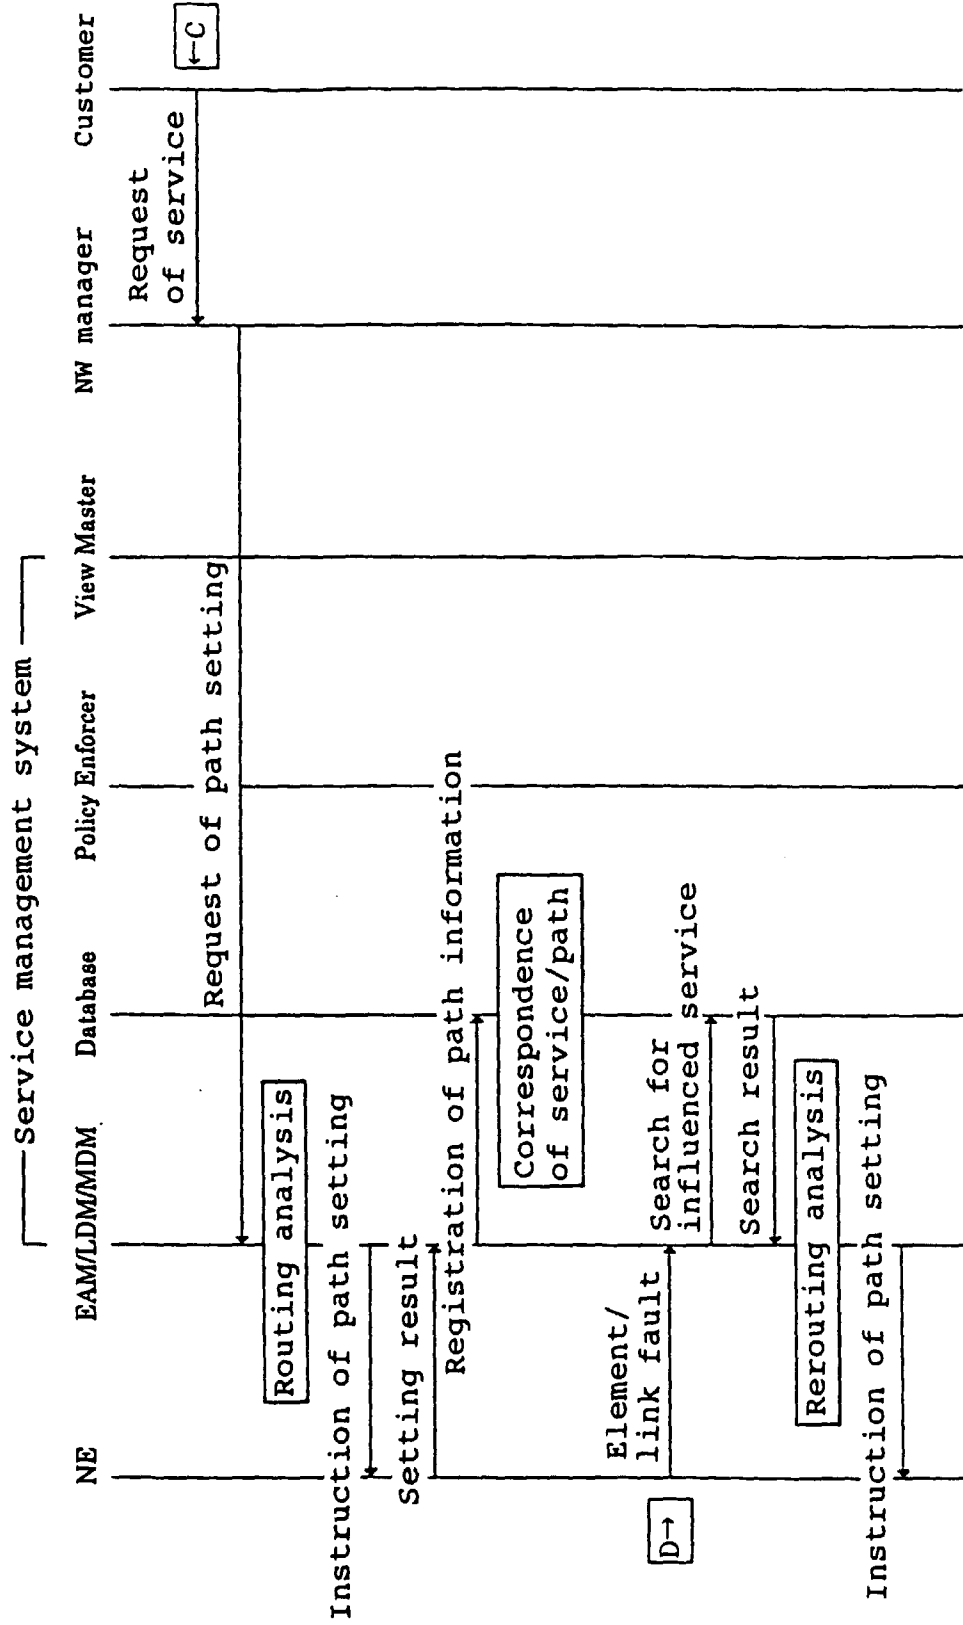 Service management system
NE
EAM/LDM/MDM
Database
Policy Enforcer
View Master
NW manager
Customer
Request
of service
←C
Request of path setting
Routing analysis
Instruction of path setting
Setting result
Registration of path information
Correspondence
of service/path
Element/
link fault
D→
Search for
influenced service
Search result
Rerouting analysis
Instruction of path setting